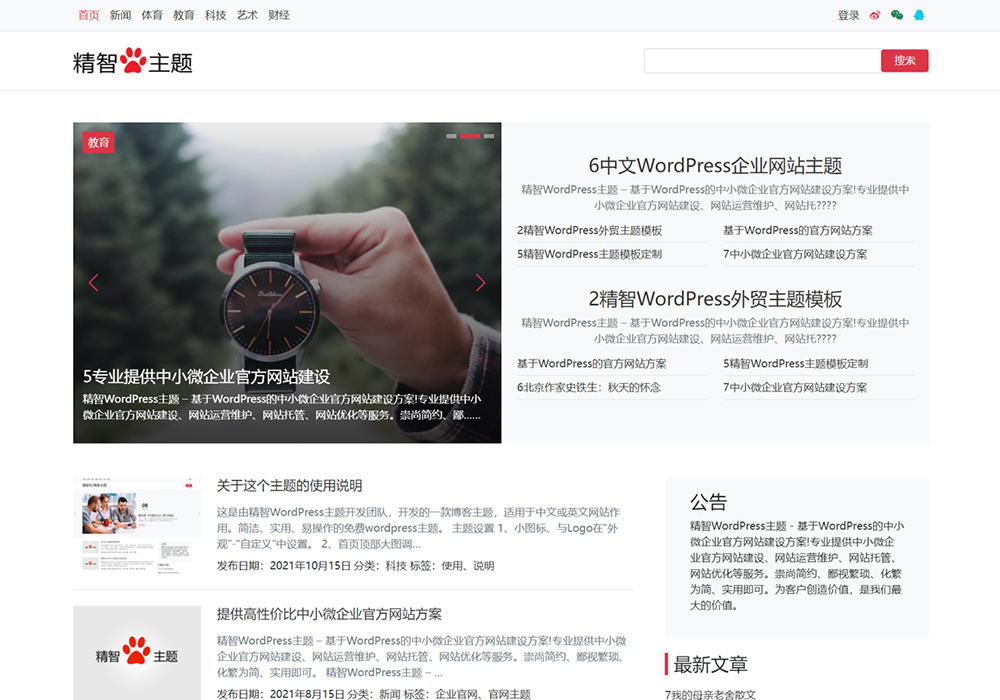 首页 新闻 体育 教育 科技 艺术 财经 登录
精智 主题 搜索
教育
5专业提供中小微企业官方网站建设
精智WordPress主题 – 基于WordPress的中小微企业官方网站建设方案!专业提供中小
微企业官方网站建设、网站运营维护、网站托管、网站优化等服务。崇尚简约、鄙......
6中文WordPress企业网站主题
精智WordPress主题 – 基于WordPress的中小微企业官方网站建设方案!专业提供中
小微企业官方网站建设、网站运营维护、网站托????
2精智WordPress外贸主题模板 基于WordPress的官方网站方案
5精智WordPress主题模板定制 7中小微企业官方网站建设方案
2精智WordPress外贸主题模板
精智WordPress主题 – 基于WordPress的中小微企业官方网站建设方案!专业提供中
小微企业官方网站建设、网站运营维护、网站托????
基于WordPress的官方网站方案 5精智WordPress主题模板定制
6北京作家史铁生：秋天的怀念 7中小微企业官方网站建设方案
关于这个主题的使用说明
这是由精智WordPress主题开发团队，开发的一款博客主题，适用于中文或英文网站作
用。简洁、实用、易操作的免费wordpress主题。 主题设置 1、小图标、与Logo在“外
观”-“自定义”中设置。 2、首页顶部大图调...
发布日期：2021年10月15日 分类：科技 标签：使用、说明
精智 主题
提供高性价比中小微企业官方网站方案
精智WordPress主题 – 基于WordPress的中小微企业官方网站建设方案!专业提供中小微
企业官方网站建设、网站运营维护、网站托管、网站优化等服务。崇尚简约、鄙视繁琐、
化繁为简、实用即可。 精智WordPress主题 – ...
发布日期：2021年8月15日 分类：新闻 标签：企业官网、官网主题
公告
精智WordPress主题 - 基于WordPress的中小
微企业官方网站建设方案!专业提供中小微企
业官方网站建设、网站运营维护、网站托管、
网站优化等服务。崇尚简约、鄙视繁琐、化繁
为简、实用即可。为客户创造价值，是我们最
大的价值。
最新文章
7我的母亲老舍散文